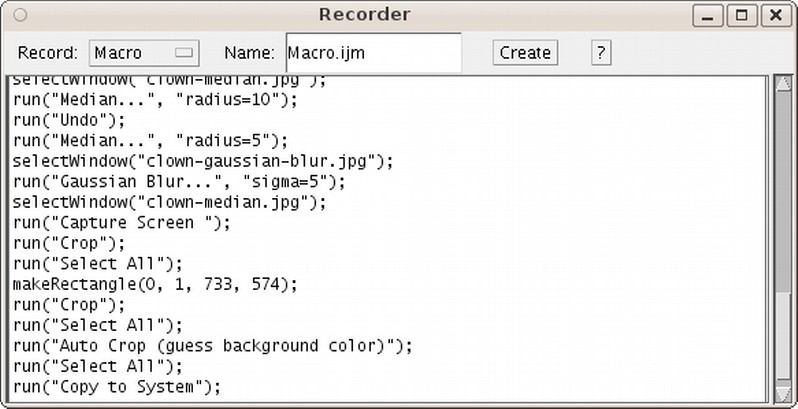 Recorder
Record: Macro Name: Macro.ijm Create ?
selectWindow("clown-median.jpg");
run("Median...", "radius=10");
run("Undo");
run("Median...", "radius=5");
selectWindow("clown-gaussian-blur.jpg");
run("Gaussian Blur...", "sigma=5");
selectWindow("clown-median.jpg");
run("Capture Screen ");
run("Crop");
run("Select All");
makeRectangle(0, 1, 733, 574);
run("Crop");
run("Select All");
run("Auto Crop (guess background color)");
run("Select All");
run("Copy to System");